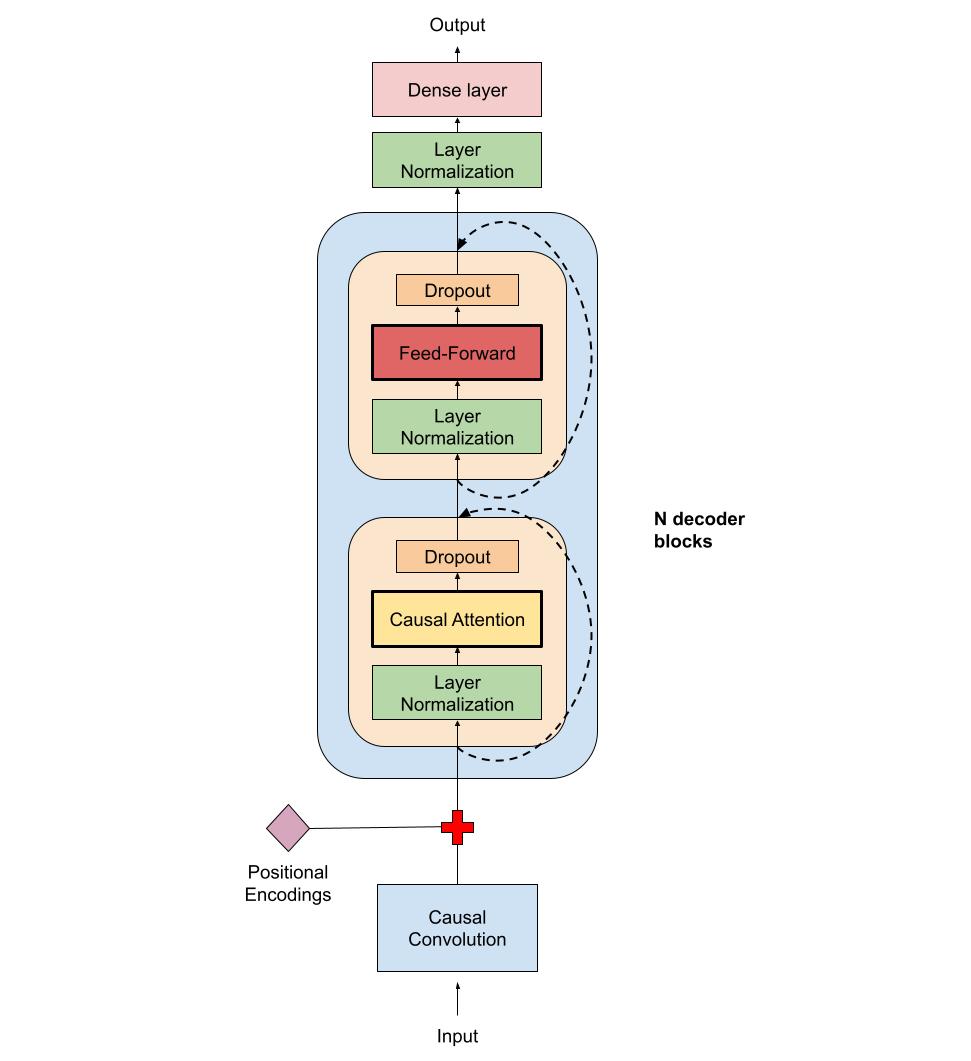 Output
Dense layer
Layer
Normalization
Dropout
Feed-Forward
Layer
Normalization
N decoder
blocks
Dropout
Causal Attention
Layer
Normalization
Positional
Encodings
Causal
Convolution
Input